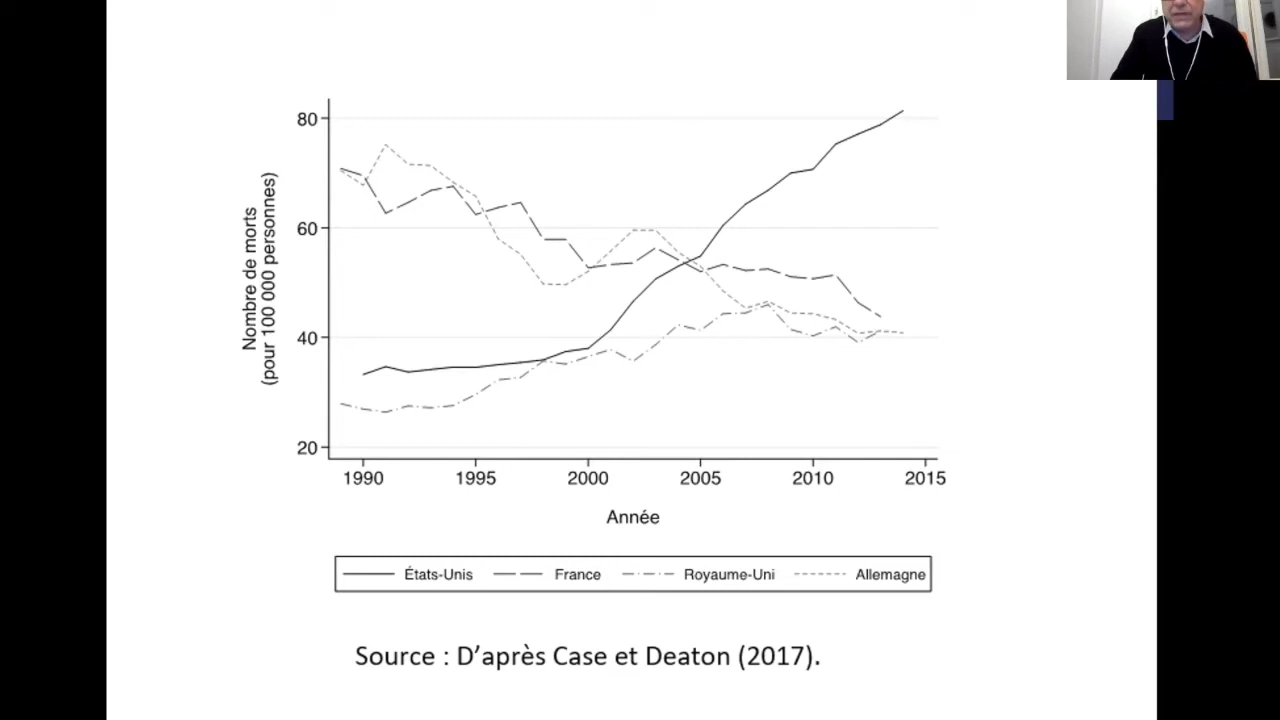 80
60
40
20
Nombre de morts
(pour 100 000 personnes)
1990 1995 2000 2005 2010 2015
Année
États-Unis France Royaume-Uni Allemagne
Source : D’après Case et Deaton (2017).